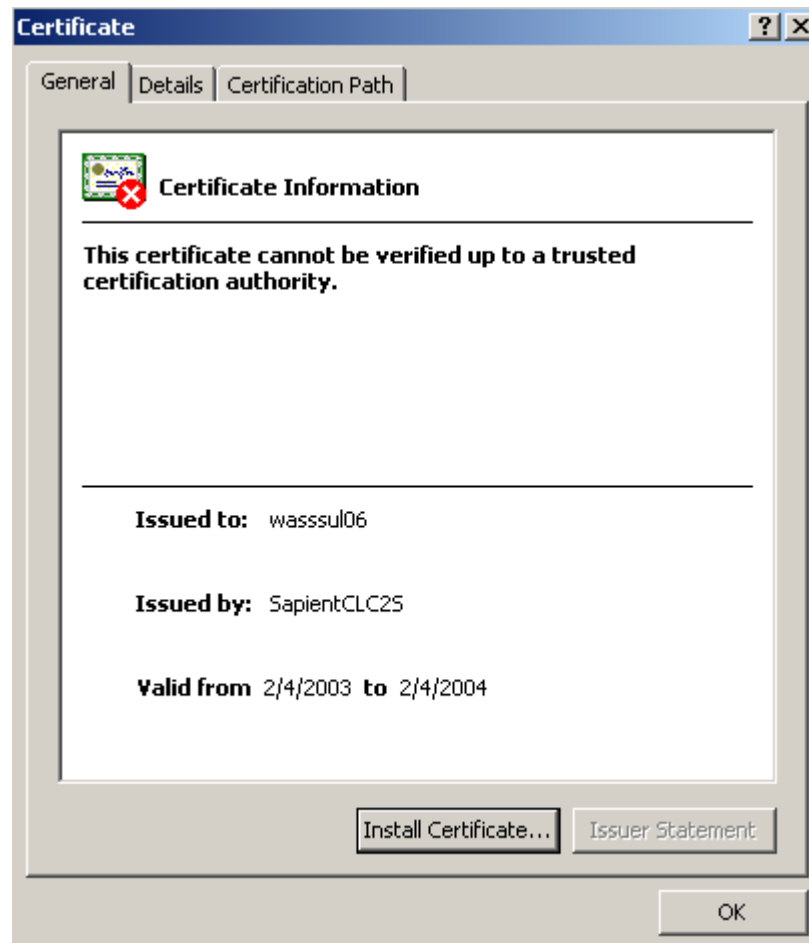 Certificate
General Details Certification Path
Certificate Information
This certificate cannot be verified up to a trusted
certification authority.
Issued to: wasssul06
Issued by: SapientCLC2S
Valid from 2/4/2003 to 2/4/2004
Install Certificate... Issuer Statement
OK